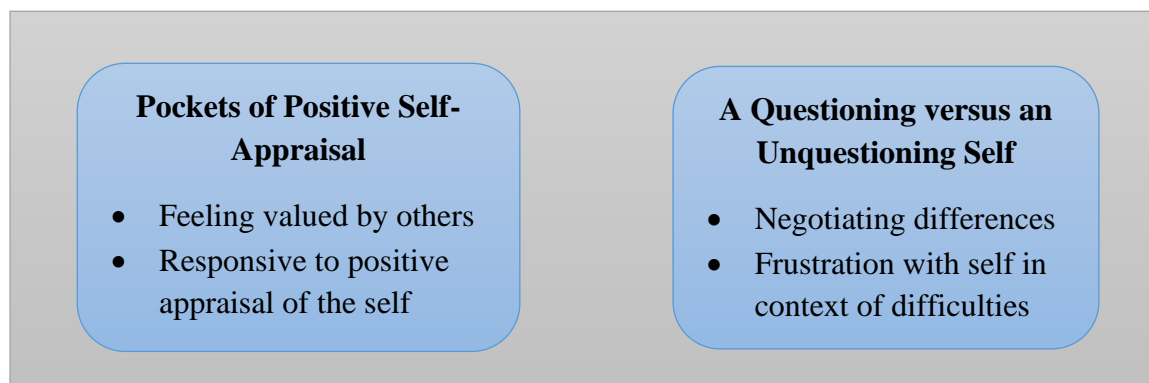 Pockets of Positive Self-
Appraisal
• Feeling valued by others
• Responsive to positive
appraisal of the self
A Questioning versus an
Unquestioning Self
• Negotiating differences
• Frustration with self in
context of difficulties